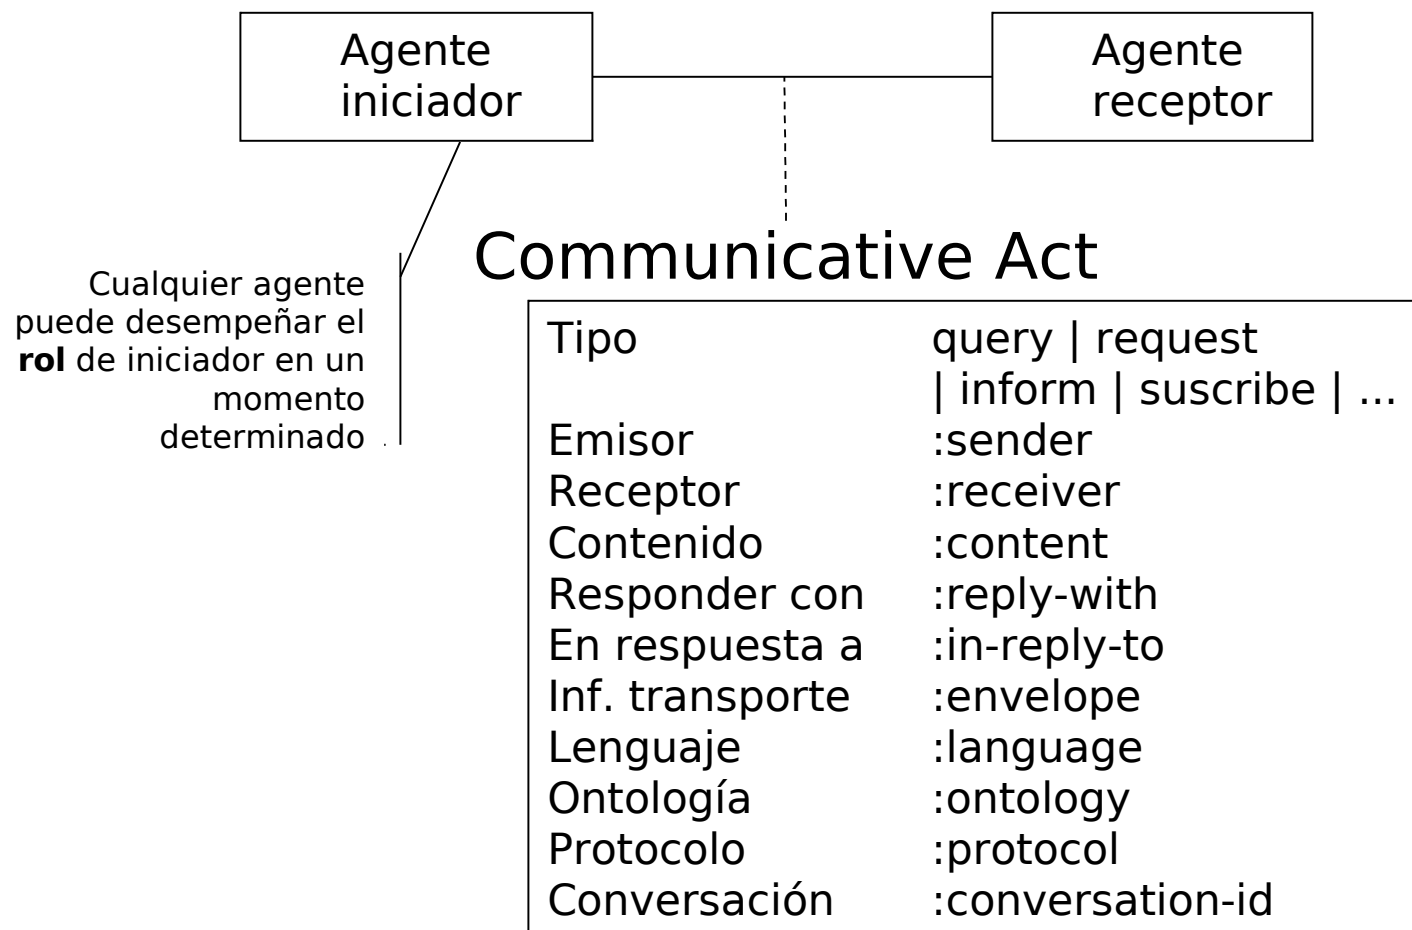 Agente
iniciador
Agente
receptor
Communicative Act
Cualquier agente
puede desempeñar el
rol de iniciador en un
momento
determinado .
Tipo query | request
| inform | suscribe | ...
Emisor :sender
Receptor :receiver
Contenido :content
Responder con :reply-with
En respuesta a :in-reply-to
Inf. transporte :envelope
Lenguaje :language
Ontología :ontology
Protocolo :protocol
Conversación :conversation-id